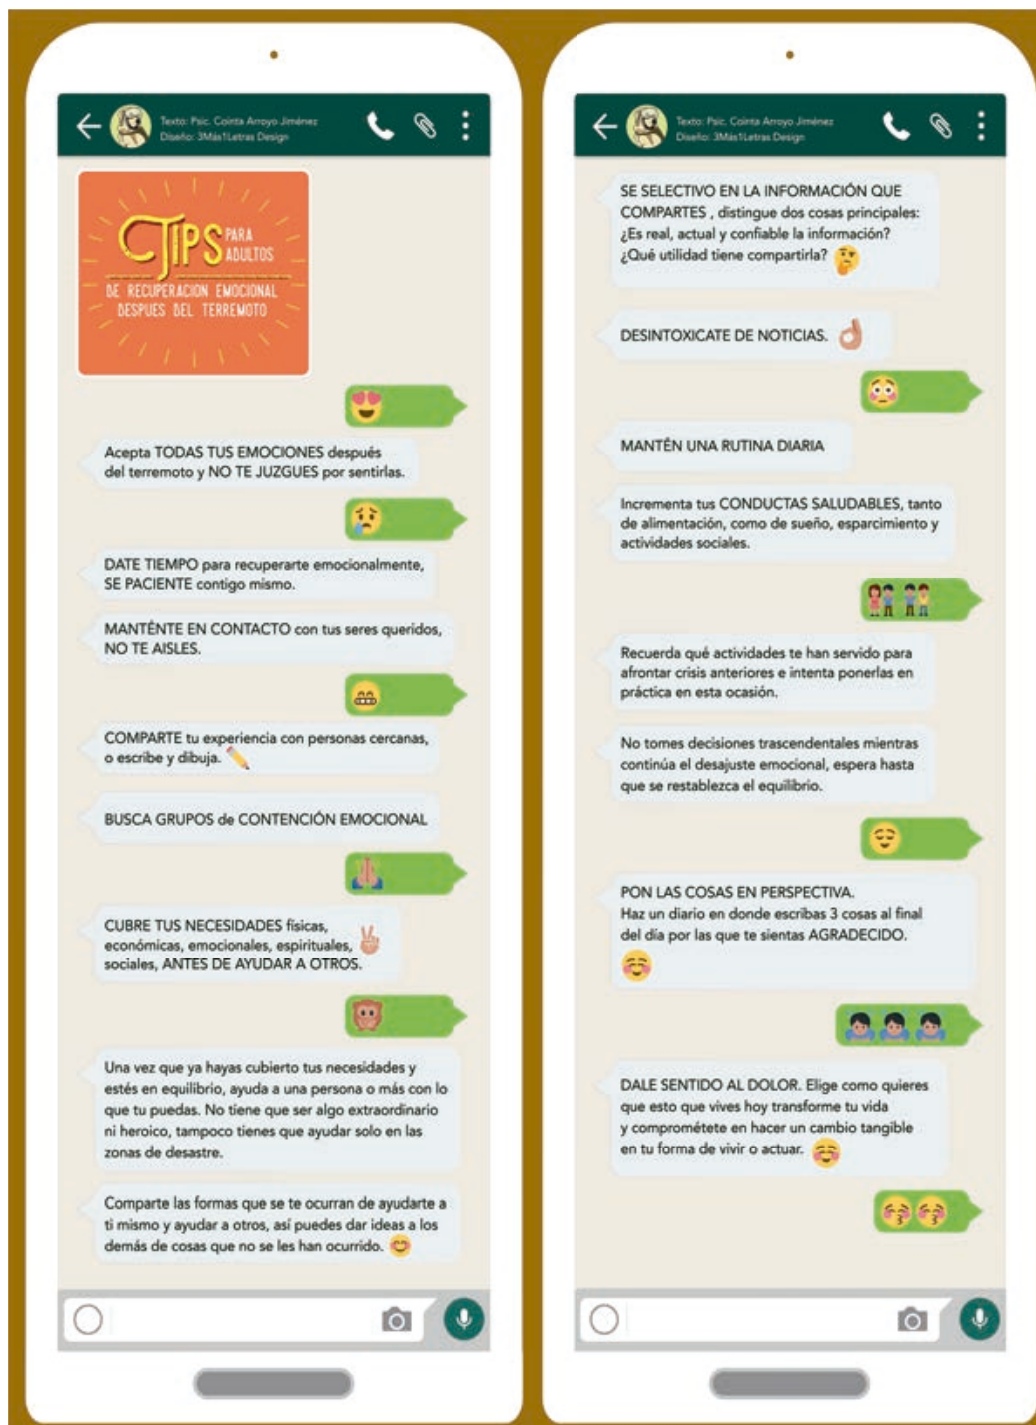 Texto: Psic. Cointa Arroyo Jiménez
Diseño: 3Más1Letras Design
TIPS PARA
ADULTOS
DE RECUPERACION EMOCIONAL
DESPUES DEL TERREMOTO
Acepta TODAS TUS EMOCIONES después
del terremoto y NO TE JUZGUES por sentirlas.
DATE TIEMPO para recuperarte emocionalmente,
SE PACIENTE contigo mismo.
MANTÉNTE EN CONTACTO con tus seres queridos,
NO TE AISLES.
COMPARTE tu experiencia con personas cercanas,
o escribe y dibuja.
BUSCA GRUPOS de CONTENCIÓN EMOCIONAL
CUBRE TUS NECESIDADES físicas,
económicas, emocionales, espirituales,
sociales, ANTES DE AYUDAR A OTROS.
Una vez que ya hayas cubierto tus necesidades y
estés en equilibrio, ayuda a una persona o más con lo
que tu puedas. No tiene que ser algo extraordinario
ni heroico, tampoco tienes que ayudar solo en las
zonas de desastre.
Comparte las formas que se te ocurran de ayudarte a
ti mismo y ayudar a otros, así puedes dar ideas a los
demás de cosas que no se les han ocurrido.
Texto: Psic. Cointa Arroyo Jiménez
Diseño: 3Más1Letras Design
SE SELECTIVO EN LA INFORMACIÓN QUE
COMPARTES , distingue dos cosas principales:
¿Es real, actual y confiable la información?
¿Qué utilidad tiene compartirla?
DESINTOXICATE DE NOTICIAS.
MANTÉN UNA RUTINA DIARIA
Incrementa tus CONDUCTAS SALUDABLES, tanto
de alimentación, como de sueño, esparcimiento y
actividades sociales.
Recuerda qué actividades te han servido para
afrontar crisis anteriores e intenta ponerlas en
práctica en esta ocasión.
No tomes decisiones trascendentales mientras
continúa el desajuste emocional, espera hasta
que se restablezca el equilibrio.
PON LAS COSAS EN PERSPECTIVA.
Haz un diario en donde escribas 3 cosas al final
del día por las que te sientas AGRADECIDO.
DALE SENTIDO AL DOLOR. Elige como quieres
que esto que vives hoy transforme tu vida
y comprométete en hacer un cambio tangible
en tu forma de vivir o actuar.